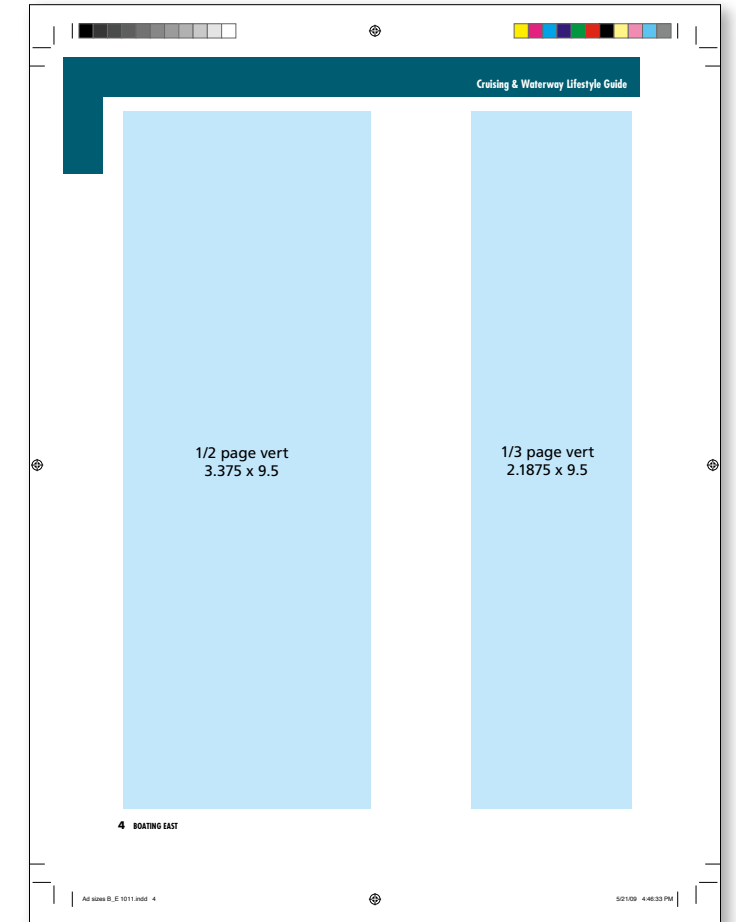 Cruising & Waterway Lifestyle Guide
1/2 page vert
3.375 x 9.5
1/3 page vert
2.1875 x 9.5
4 BOATING EAST
Ad sizes B_E 1011.indd 4
5/21/09 4:46:33 PM